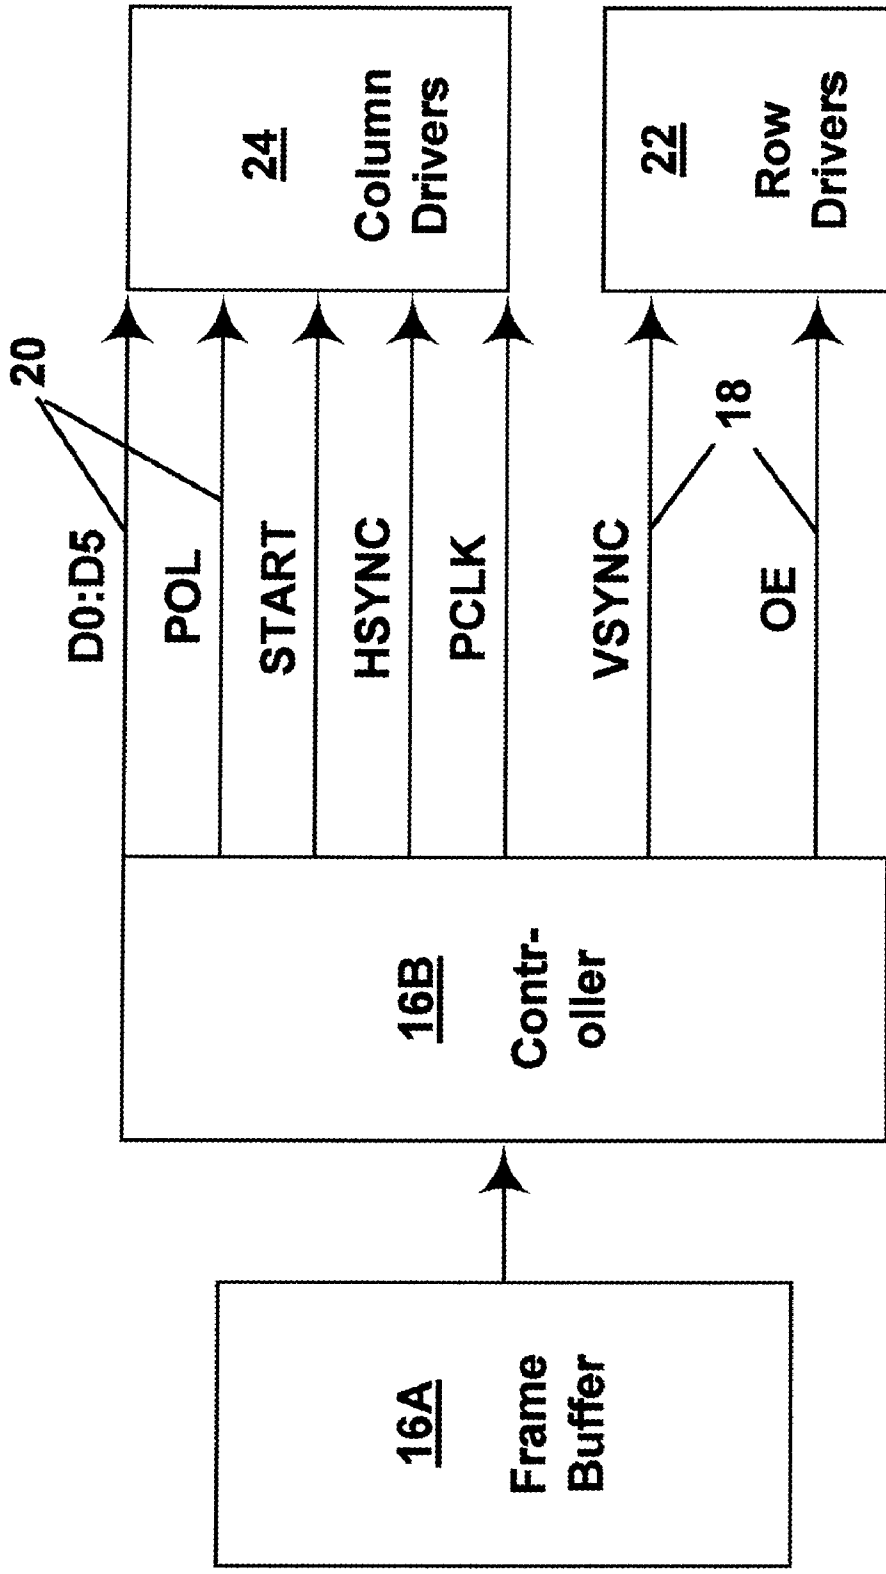 16A
Frame
Buffer
16B
Contr-
oller
D0:D5
POL
START
HSYNC
PCLK
VSYNC
OE
20
18
24
Column
Drivers
22
Row
Drivers